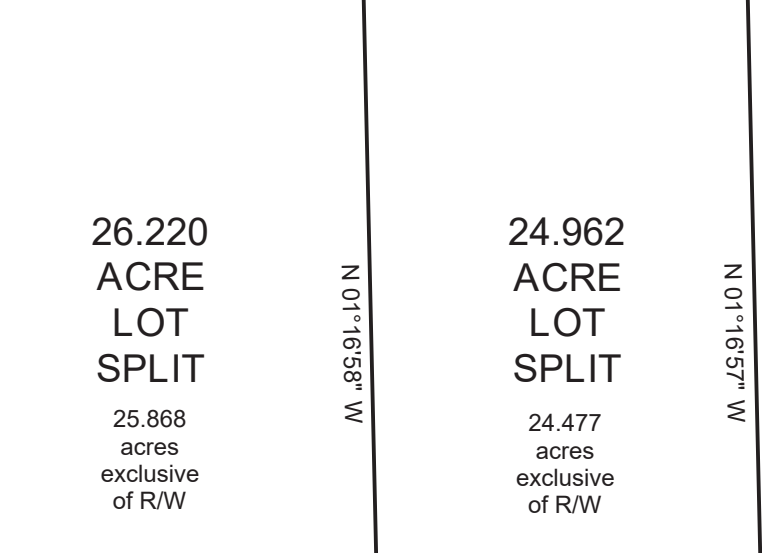 26.220
ACRE
LOT
SPLIT
25.868
acres
exclusive
of R/W
N 01°16'58" W
24.962
ACRE
LOT
SPLIT
24.477
acres
exclusive
of R/W
N 01°16'57" W